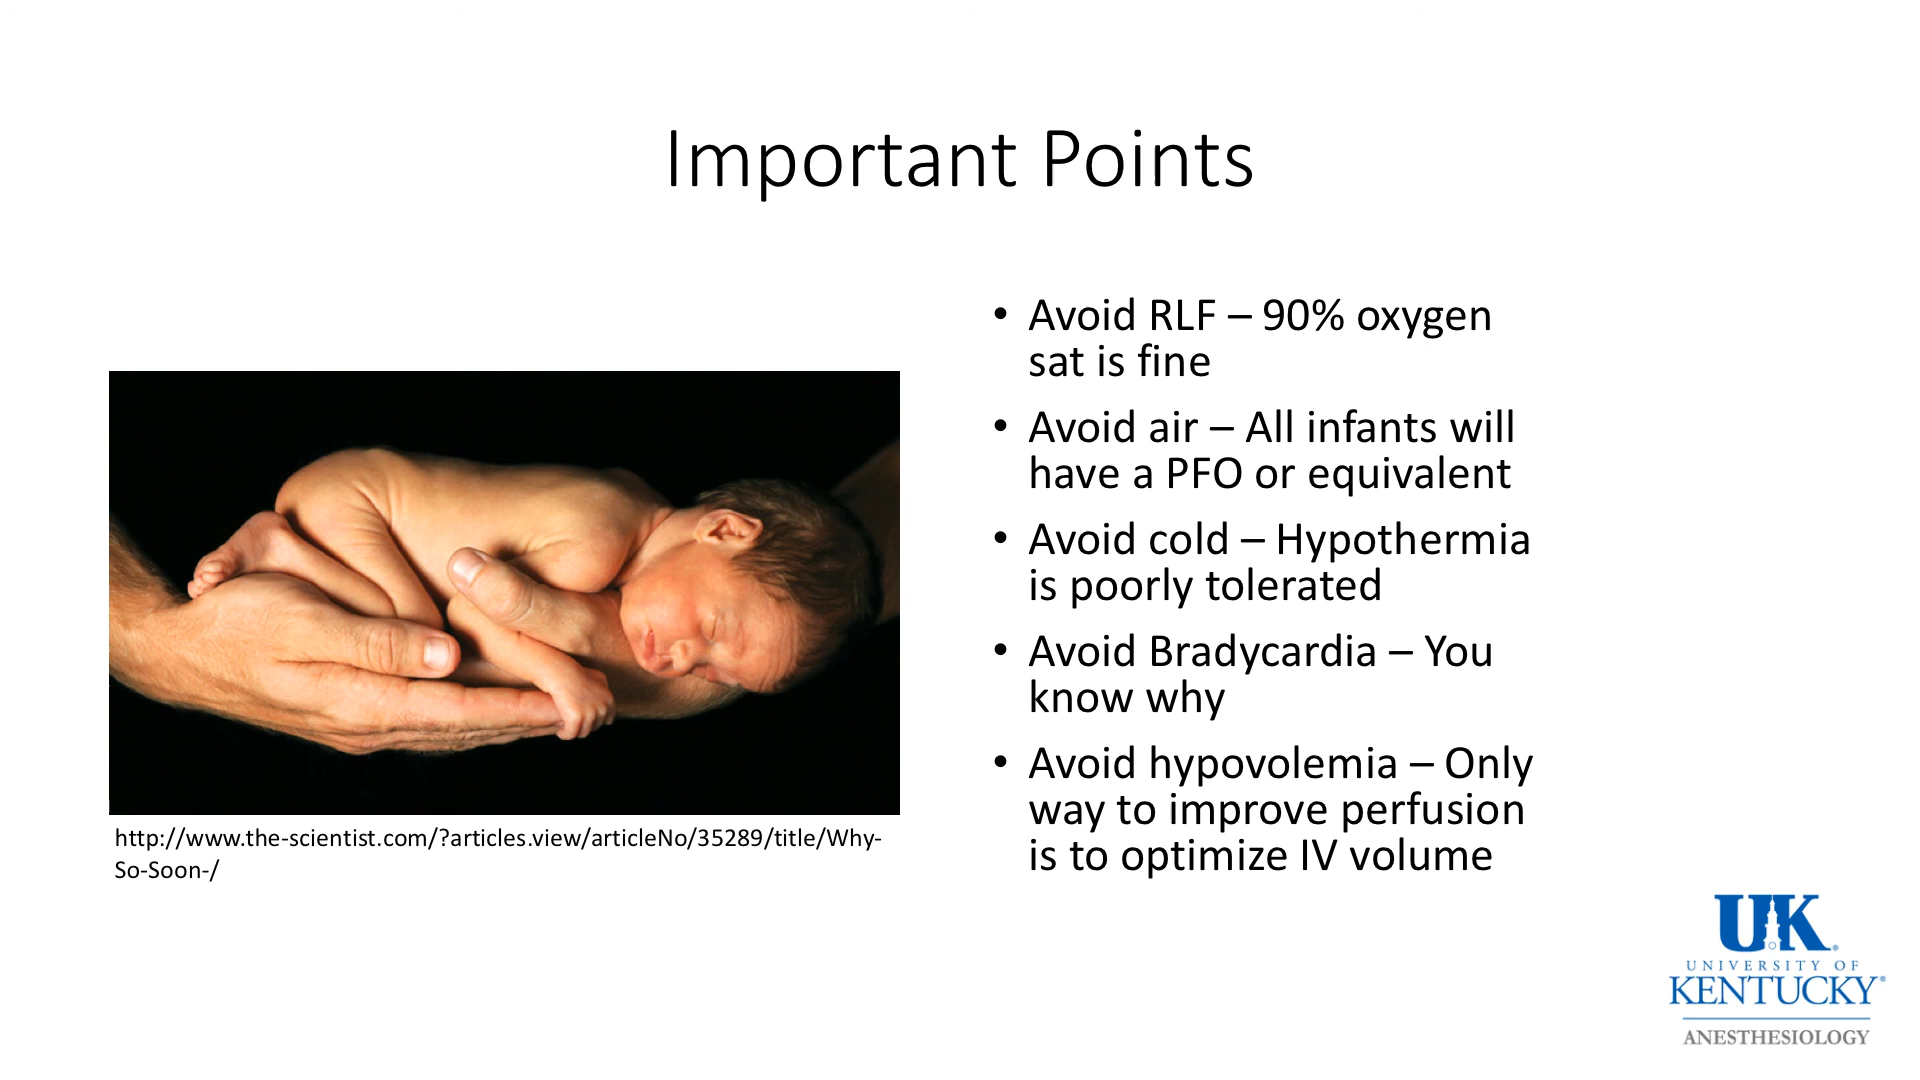 Important Points
• Avoid RLF – 90% oxygen
sat is fine
• Avoid air – All infants will
have a PFO or equivalent
• Avoid cold – Hypothermia
is poorly tolerated
• Avoid Bradycardia – You
know why
• Avoid hypovolemia – Only
way to improve perfusion
is to optimize IV volume
http://www.the-scientist.com/?articles.view/articleNo/35289/title/Why-
So-Soon-/
UK®
UNIVERSITY OF
KENTUCKY®
ANESTHESIOLOGY